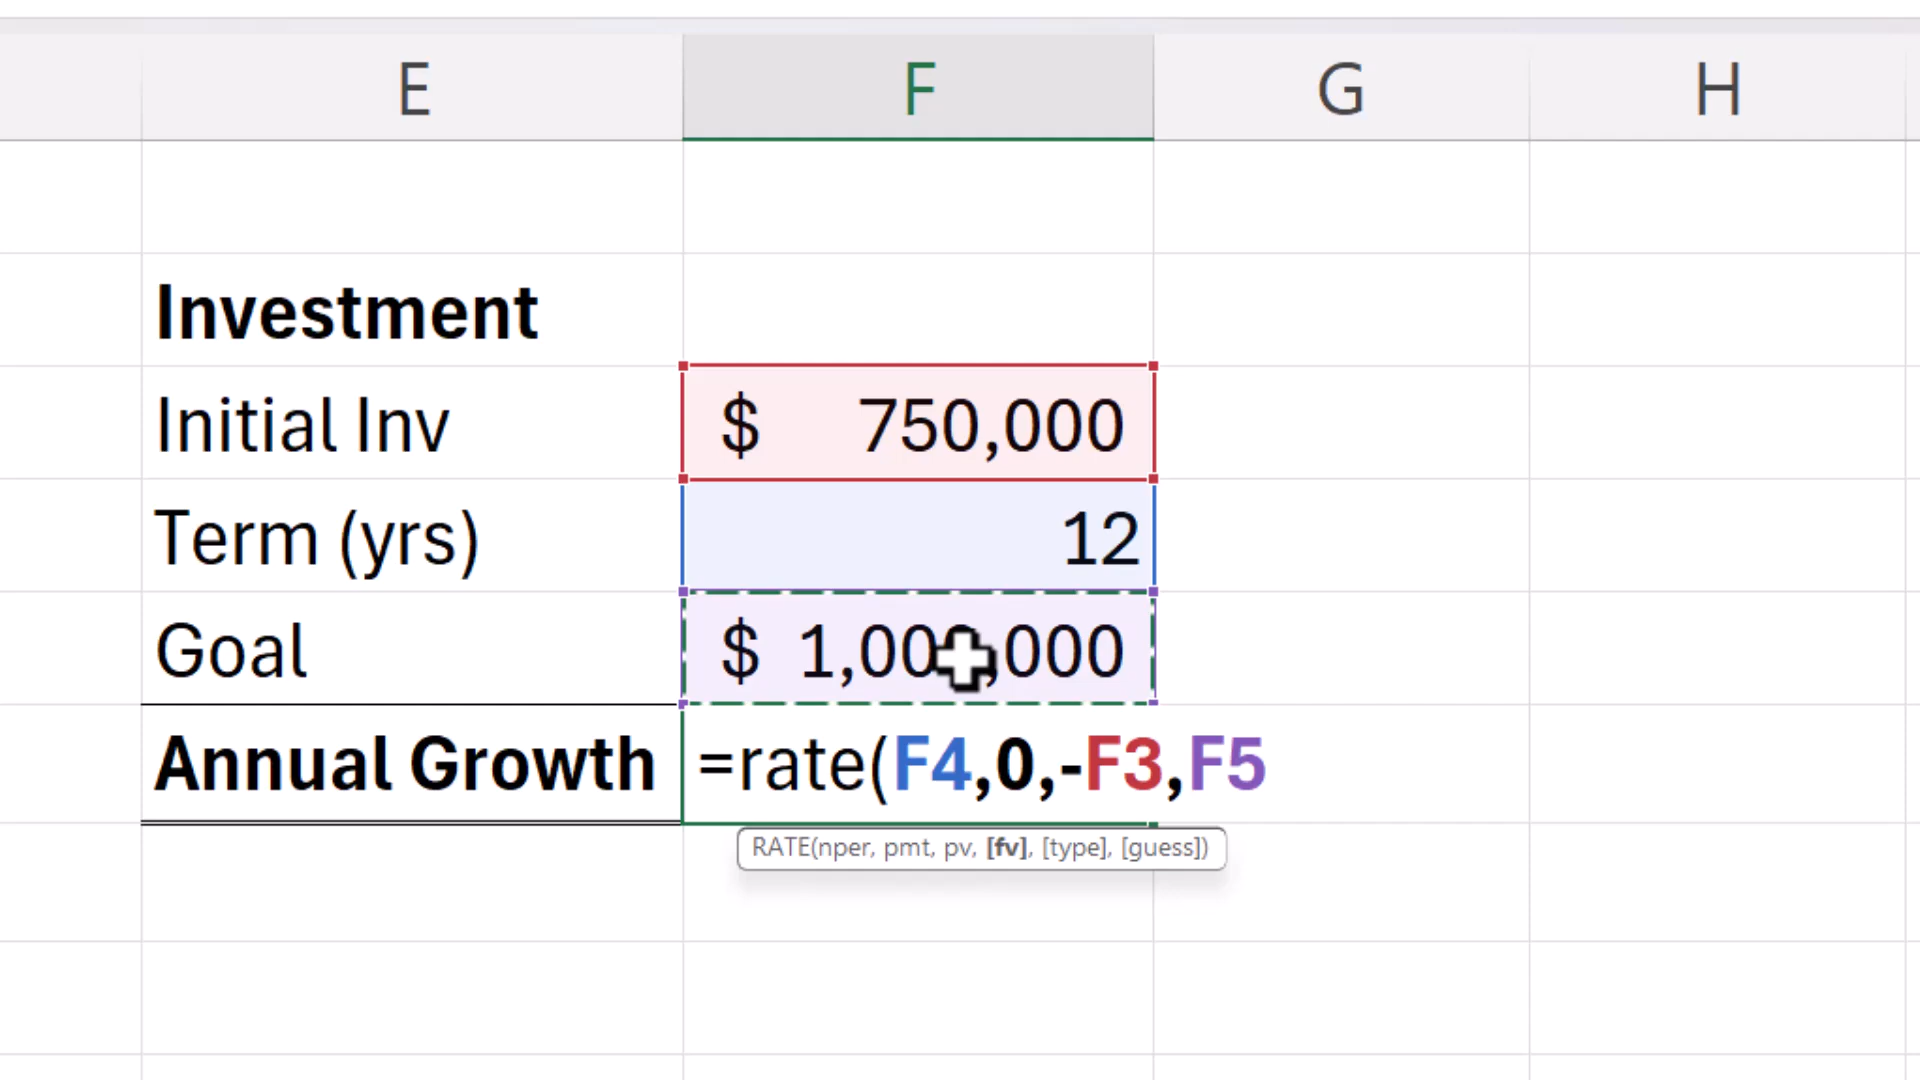 E F G H
Investment
Initial Inv $ 750,000
Term (yrs) 12
Goal $ 1,000,000
Annual Growth =rate(F4,0,-F3,F5
RATE(nper, pmt, pv, [fv], [type], [guess])